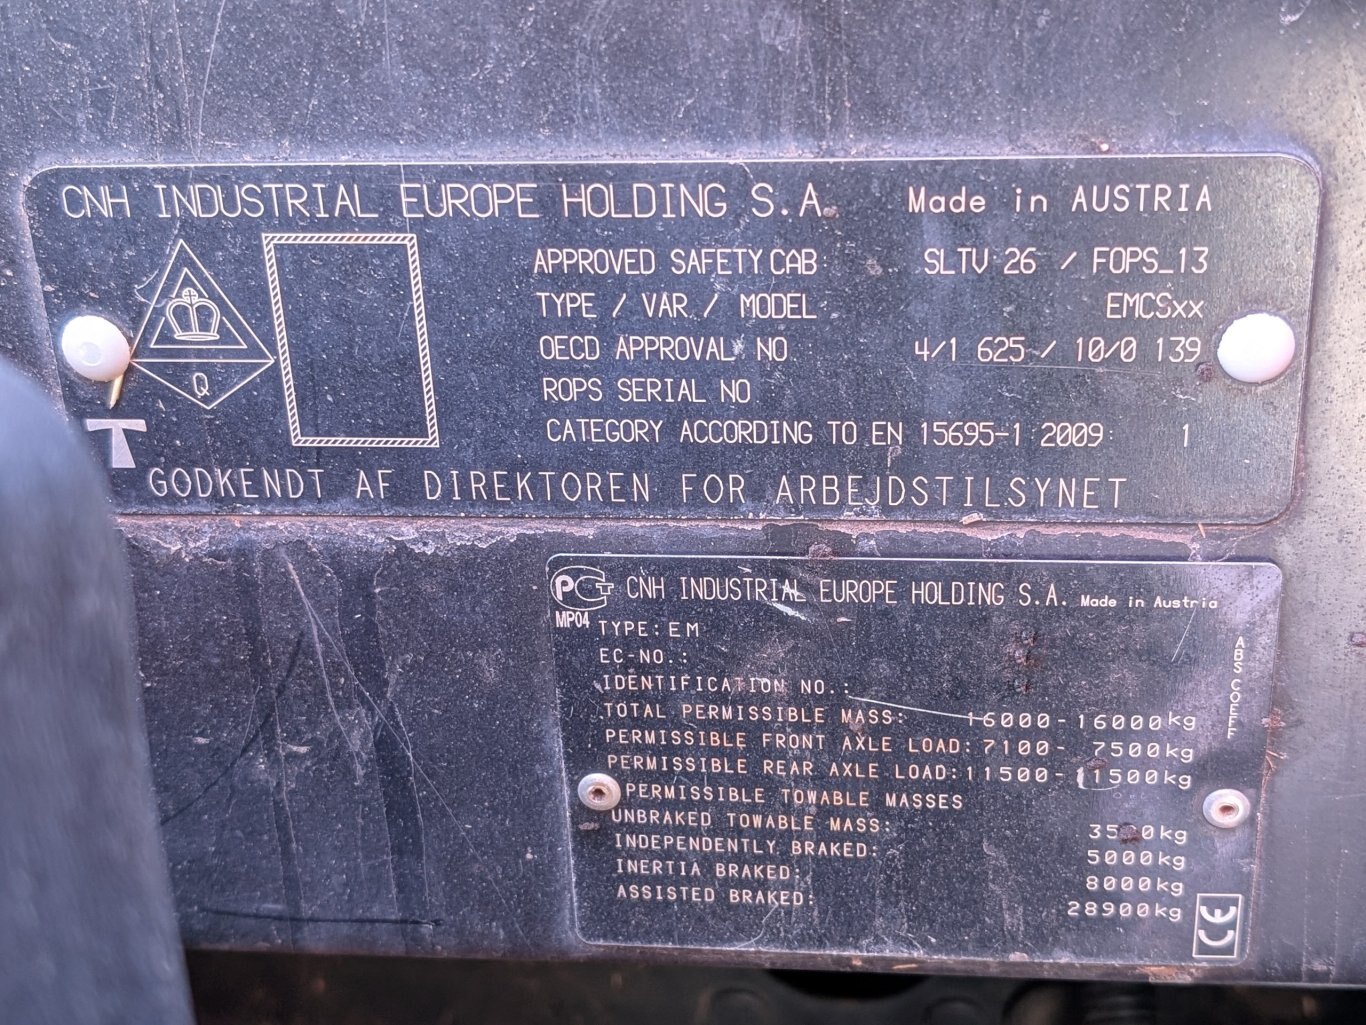 CNH INDUSTRIAL EUROPE HOLDING S.A. Made in AUSTRIA
APPROVED SAFETY CAB SLTV 26 / FOPS_13
TYPE / VAR / MODEL EMCSxx
OECD APPROVAL NO 4/1 625 / 10/0 139
ROPS SERIAL NO
CATEGORY ACCORDING TO EN 15695-1 2009: 1
Q
T
GODKENDT AF DIREKTOREN FOR ARBEJDSTILSYNET
PCT CNH INDUSTRIAL EUROPE HOLDING S.A. Made in Austria
MP04
TYPE: EM
EC-NO.:
IDENTIFICATION NO.:
TOTAL PERMISSIBLE MASS: 16000-16000kg
PERMISSIBLE FRONT AXLE LOAD: 7100- 7500kg
PERMISSIBLE REAR AXLE LOAD: 11500-11500kg
PERMISSIBLE TOWABLE MASSES
UNBRAKED TOWABLE MASS: kg
INDEPENDENTLY BRAKED: 5000kg
INERTIA BRAKED: 8000kg
ASSISTED BRAKED: 28900kg
ABS COEFF
CE